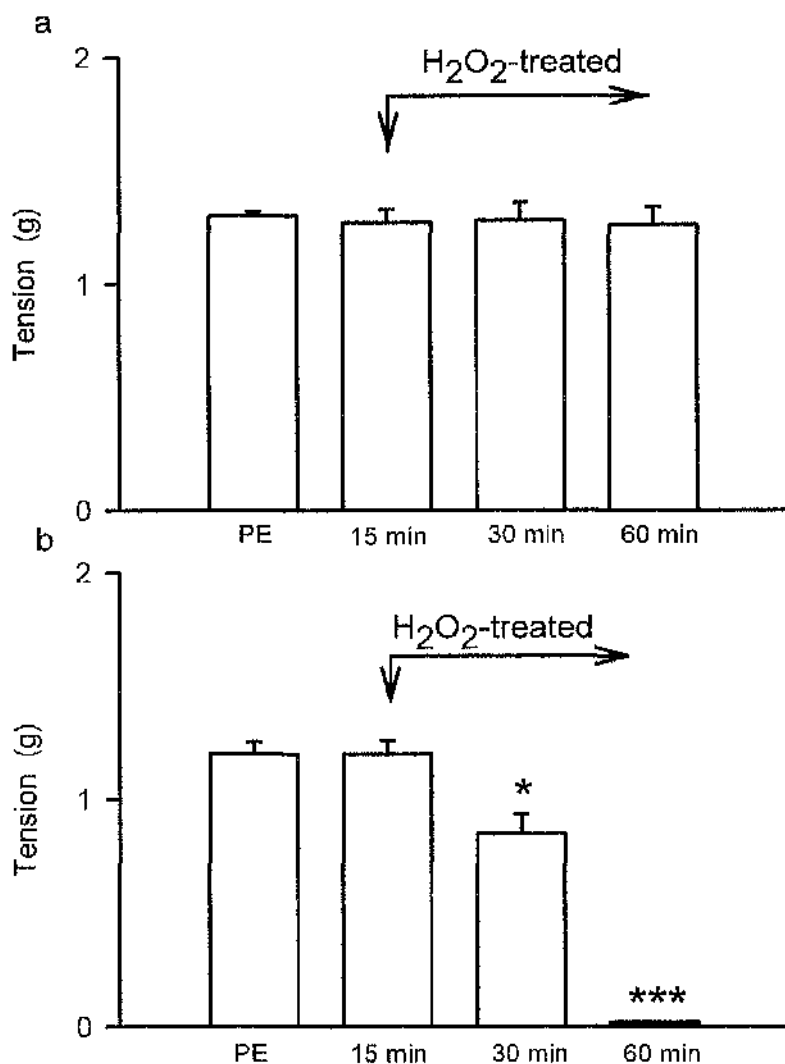 a
2
H₂O₂-treated
1
Tension (g)
0
PE 15 min 30 min 60 min
b
2
H₂O₂-treated
*
1
Tension (g)
***
0
PE 15 min 30 min 60 min